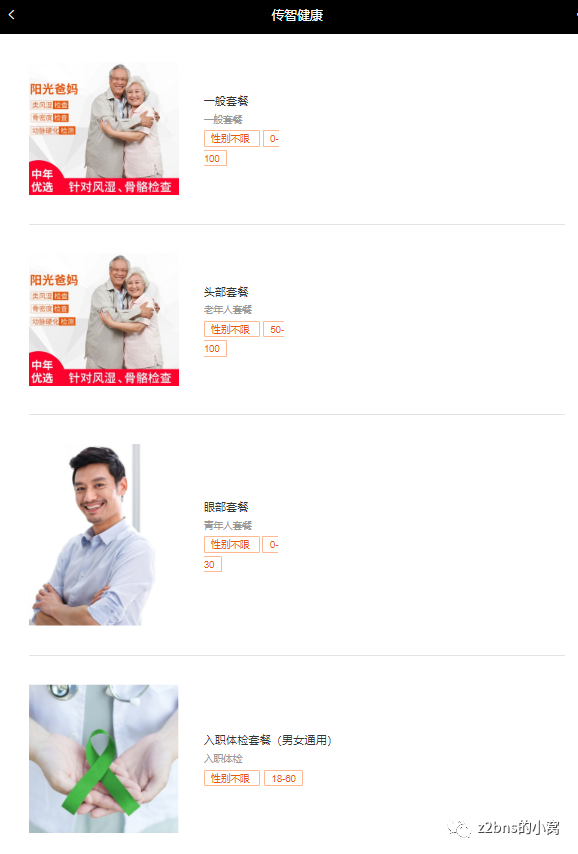 传智健康
阳光爸妈
类风湿 检查
骨密度 检查
动脉硬化 检测
中年
优选 针对风湿、骨骼检查
一般套餐
一般套餐
性别不限 0-
100
阳光爸妈
类风湿 检查
骨密度 检查
动脉硬化 检测
中年
优选 针对风湿、骨骼检查
头部套餐
老年人套餐
性别不限 50-
100
眼部套餐
青年人套餐
性别不限 0-
30
入职体检套餐（男女通用）
入职体检
性别不限 18-60
z2bns的小窝